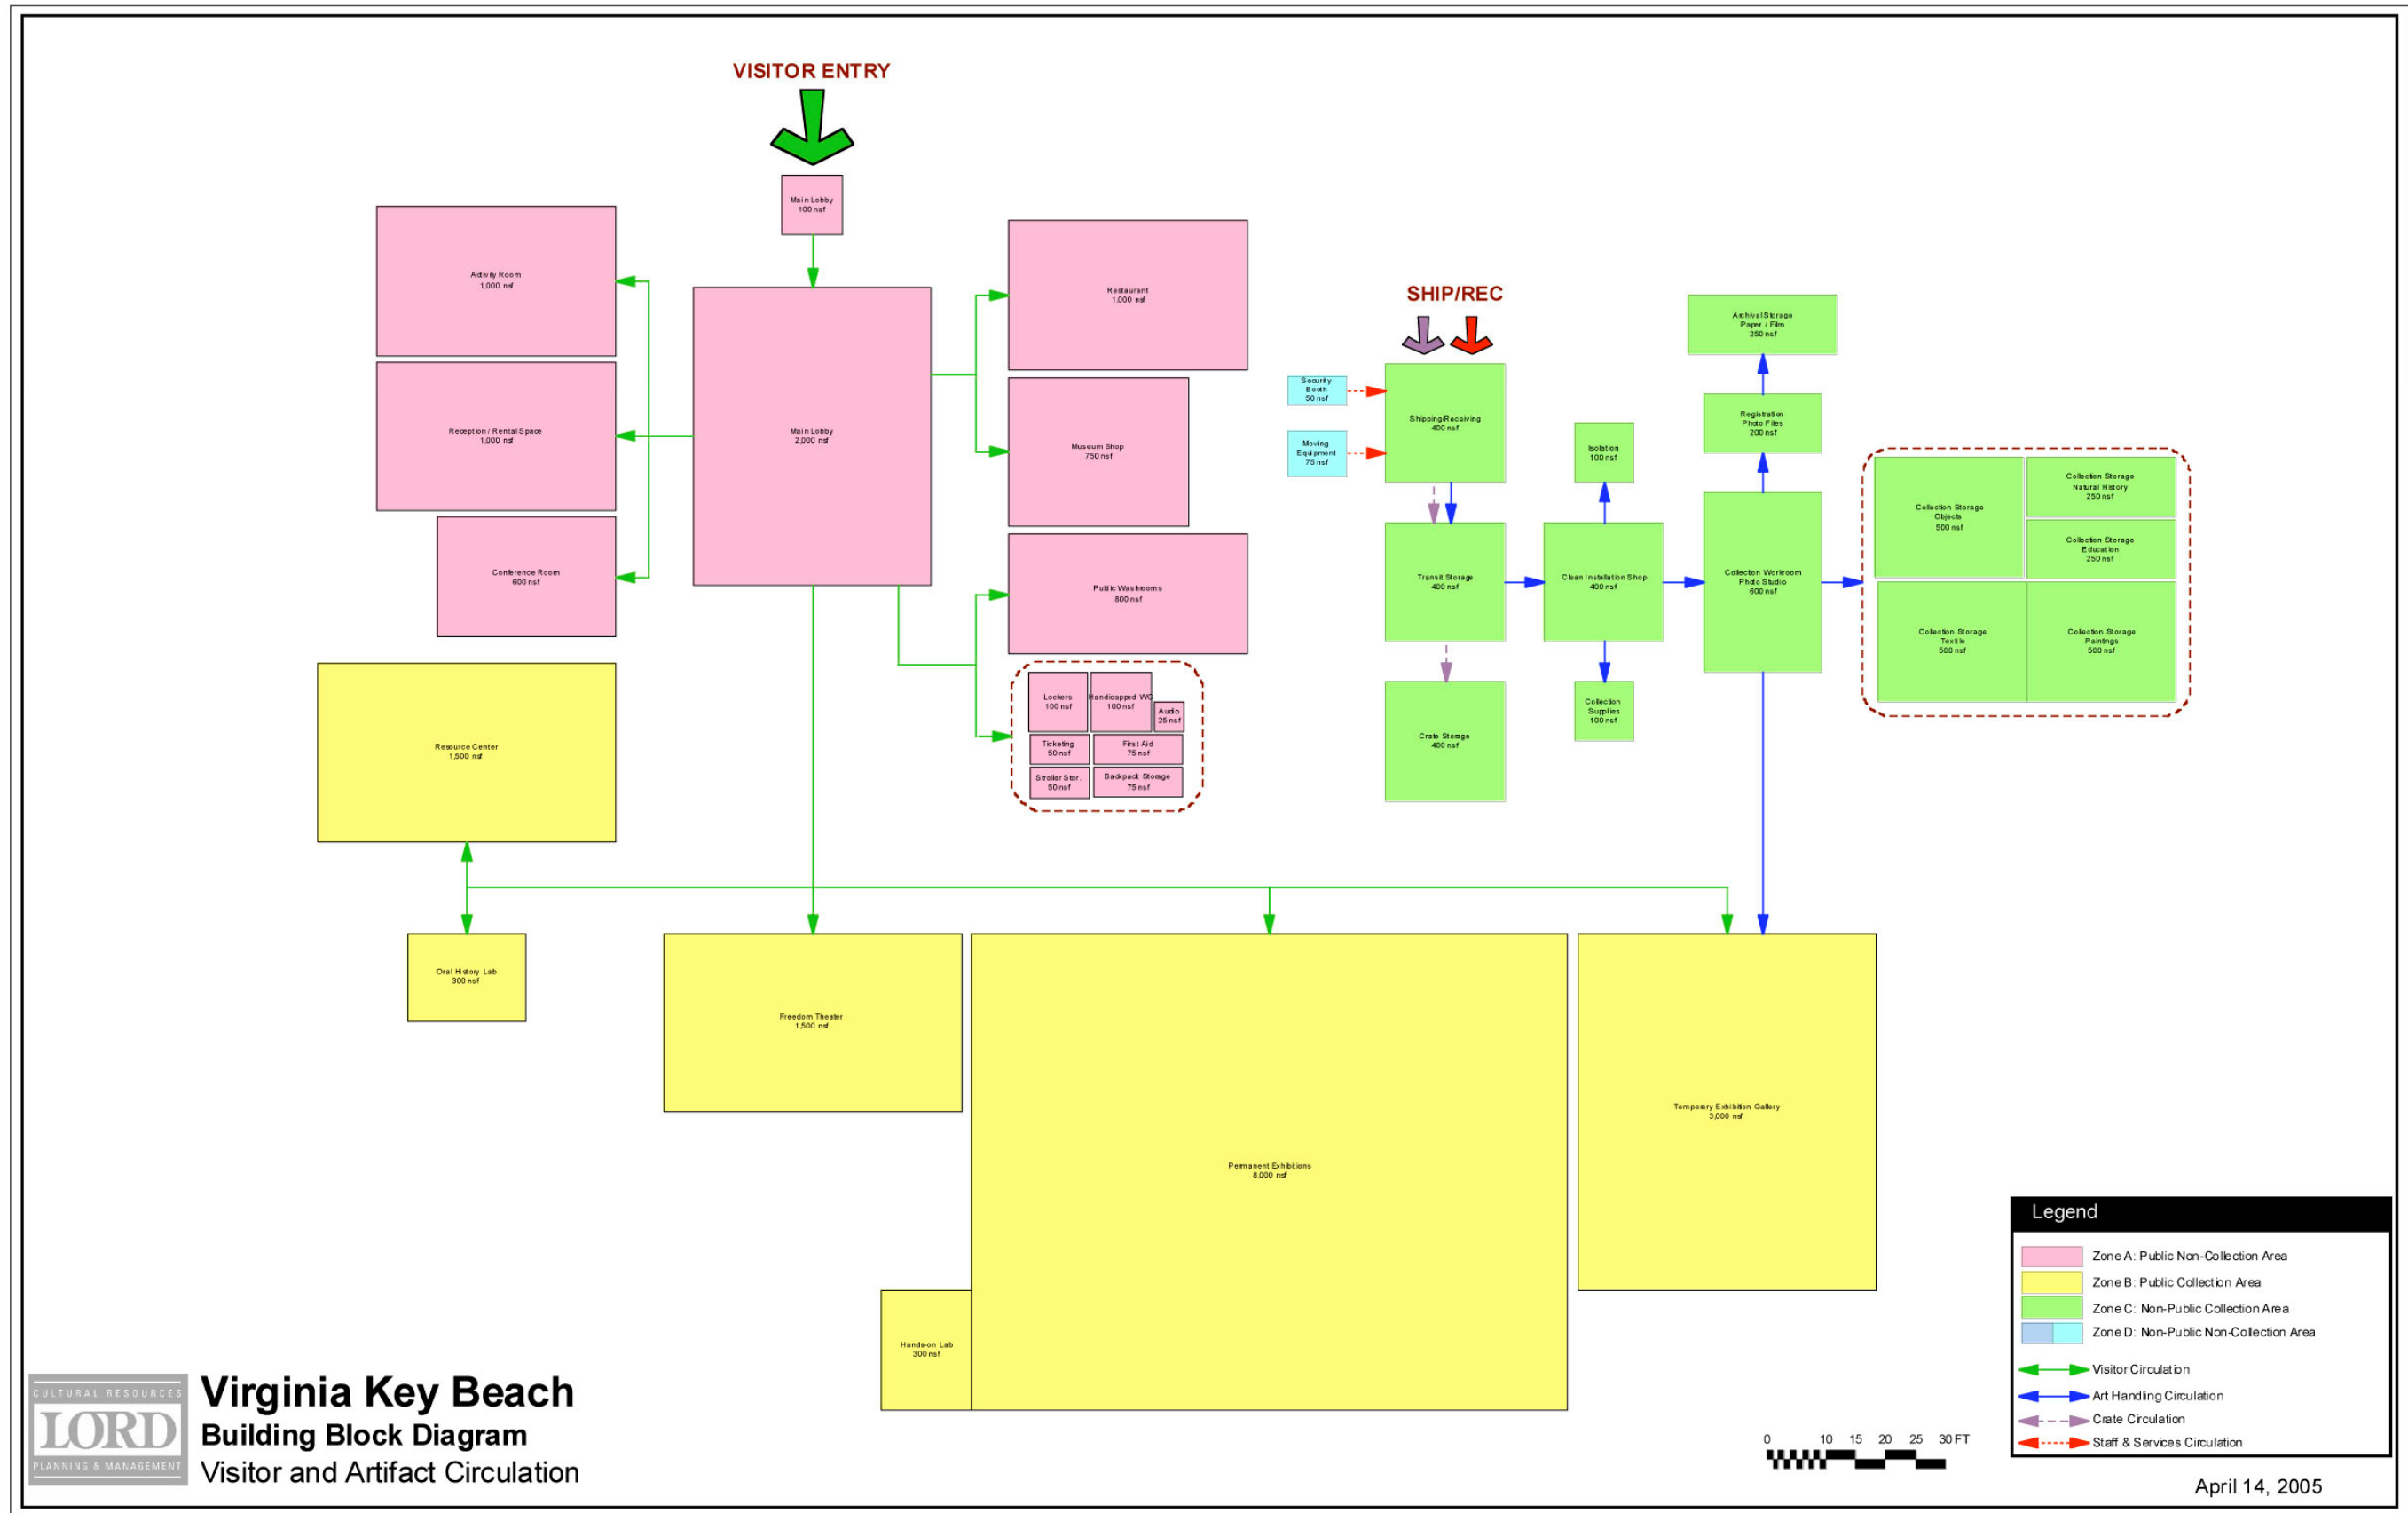 VISITOR ENTRY
Main Lobby
100 nsf
Activity Room
1,000 nsf
Reception / Rental Space
1,000 nsf
Conference Room
600 nsf
Main Lobby
2,000 nsf
Restaurant
1,000 nsf
Museum Shop
750 nsf
Public Washrooms
800 nsf
Lockers
100 nsf
Handicapped WC
100 nsf
Audio
25 nsf
Ticketing
50 nsf
First Aid
75 nsf
Stroller Stor.
50 nsf
Backpack Storage
75 nsf
SHIP/REC
Security
Booth
50 nsf
Moving
Equipment
75 nsf
Shipping/Receiving
400 nsf
Transit Storage
400 nsf
Crate Storage
400 nsf
Isolation
100 nsf
Clean Installation Shop
400 nsf
Collection
Supplies
100 nsf
Archival Storage
Paper / Film
250 nsf
Registration
Photo Files
200 nsf
Collection Workroom
Photo Studio
600 nsf
Collection Storage
Objects
500 nsf
Collection Storage
Natural History
250 nsf
Collection Storage
Education
250 nsf
Collection Storage
Textile
500 nsf
Collection Storage
Paintings
500 nsf
Resource Center
1,500 nsf
Oral History Lab
300 nsf
Freedom Theater
1,500 nsf
Permanent Exhibitions
8,000 nsf
Hands-on Lab
300 nsf
Temporary Exhibition Gallery
3,000 nsf
Legend
Zone A: Public Non-Collection Area
Zone B: Public Collection Area
Zone C: Non-Public Collection Area
Zone D: Non-Public Non-Collection Area
Visitor Circulation
Art Handling Circulation
Crate Circulation
Staff & Services Circulation
0 10 15 20 25 30 FT
April 14, 2005
CULTURAL RESOURCES
LORD
PLANNING & MANAGEMENT
Virginia Key Beach
Building Block Diagram
Visitor and Artifact Circulation